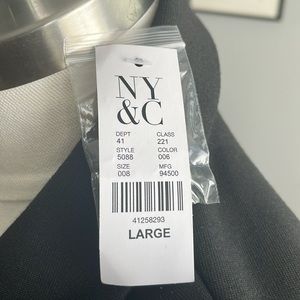 NY
&C
DEPT CLASS
41 221
STYLE COLOR
5088 006
SIZE MFG
008 94500
41258293
LARGE